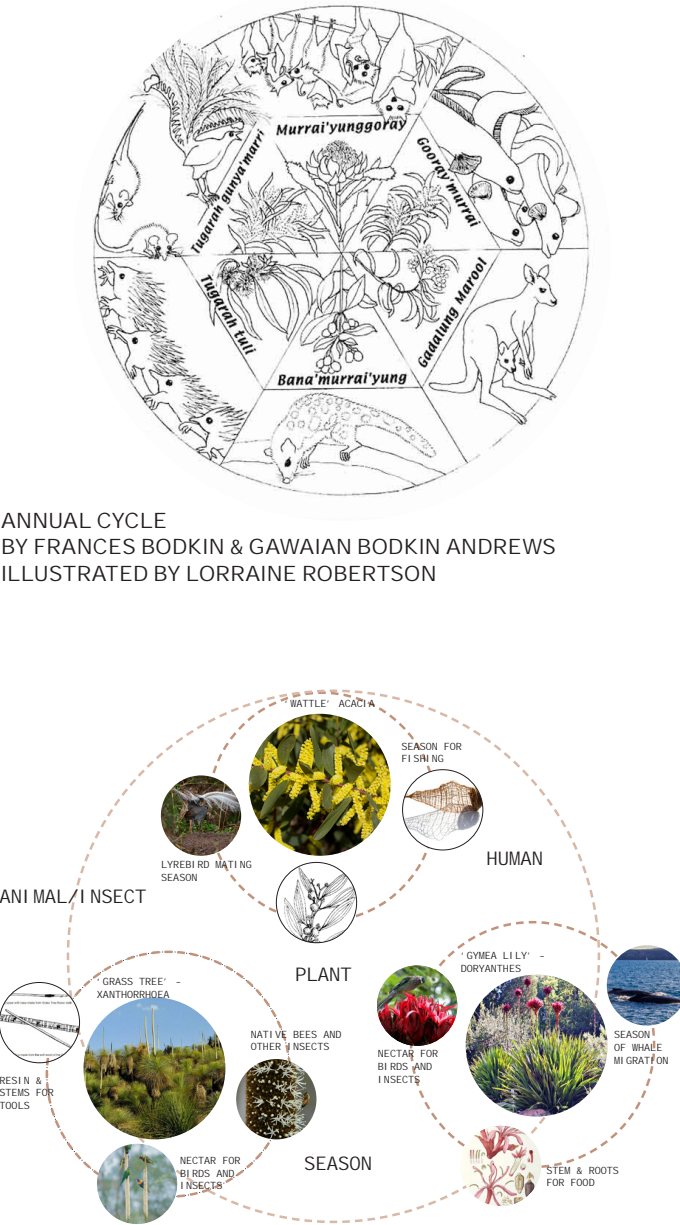 Murrai'yunggoray
Tugarah gunya'marri
Gooray'murrai
Tugarah tuli
Gadalung Marool
Bana'murrai'yung
ANNUAL CYCLE
BY FRANCES BODKIN & GAWAIAN BODKIN ANDREWS
ILLUSTRATED BY LORRAINE ROBERTSON
'WATTLE' ACACIA
SEASON FOR
FISHING
LYREBIRD MATING
SEASON
HUMAN
ANIMAL/INSECT
PLANT
'GYMEA LILY' -
DORYANTHES
'GRASS TREE' -
XANTHORRHOEA
NATIVE BEES AND
OTHER INSECTS
SEASON
OF WHALE
MIGRATION
NECTAR FOR
BIRDS AND
INSECTS
RESIN &
STEMS FOR
TOOLS
NECTAR FOR
BIRDS AND
INSECTS
SEASON
STEM & ROOTS
FOR FOOD